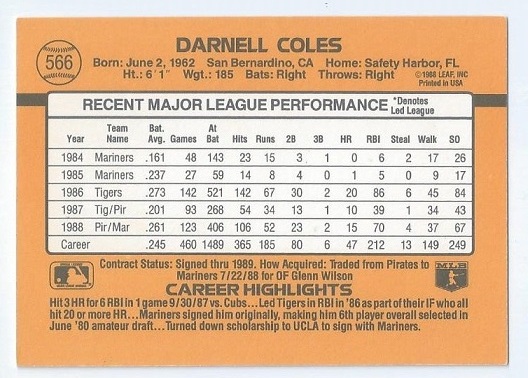 566
DARNELL COLES
Born: June 2, 1962 San Bernardino, CA Home: Safety Harbor, FL
Ht.: 6'1" Wgt.: 185 Bats: Right Throws: Right
©1988 LEAF, INC
Printed in USA
RECENT MAJOR LEAGUE PERFORMANCE *Denotes Led League
Year Team Name Bat. Avg. Games At Bat Hits Runs 2B 3B HR RBI Steal Walk SO
1984 Mariners .161 48 143 23 15 3 1 0 6 2 17 26
1985 Mariners .237 27 59 14 8 4 0 1 5 0 9 17
1986 Tigers .273 142 521 142 67 30 2 20 86 6 45 84
1987 Tig/Pir .201 93 268 54 34 13 1 10 39 1 34 43
1988 Pir/Mar .261 123 406 106 52 23 2 15 70 4 37 67
Career .245 460 1489 365 185 80 6 47 212 13 149 249
Contract Status: Signed thru 1989. How Acquired: Traded from Pirates to
Mariners 7/22/88 for OF Glenn Wilson
MLB
CAREER HIGHLIGHTS
Hit 3 HR for 6 RBI in 1 game 9/30/87 vs. Cubs...Led Tigers in RBI in '86 as part of their IF who all
hit 20 or more HR...Mariners signed him originally, making him 6th player overall selected in
June '80 amateur draft...Turned down scholarship to UCLA to sign with Mariners.